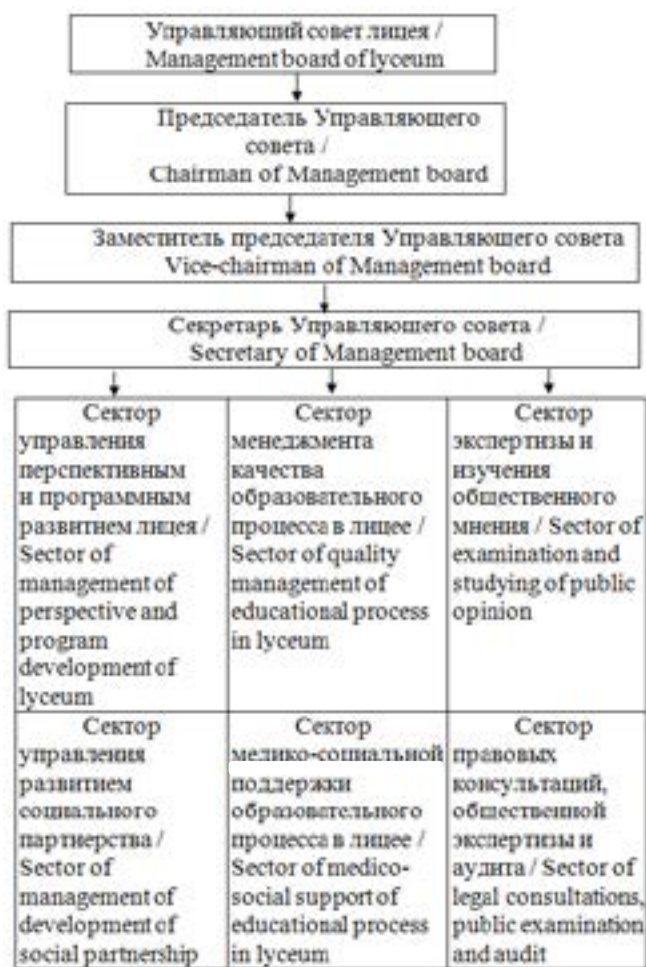 Управляющий совет лицея /
Management board of lyceum
Председатель Управляющего
совета /
Chairman of Management board
Заместитель председателя Управляющего совета
Vice-chairman of Management board
Секретарь Управляющего совета /
Secretary of Management board
Сектор
управления
перспективным
и программным
развитием лицея /
Sector of
management of
perspective and
program
development of
lyceum
Сектор
менеджмента
качества
образовательного
процесса в лицее /
Sector of quality
management of
educational process
in lyceum
Сектор
экспертизы и
изучения
общественного
мнения / Sector of
examination and
studying of public
opinion
Сектор
управления
развитием
социального
партнерства /
Sector of
management of
development of
social partnership
Сектор
медико-социальной
поддержки
образовательного
процесса в лицее /
Sector of medico-
social support of
educational process
in lyceum
Сектор
правовых
консультаций,
общественной
экспертизы и
аудита / Sector of
legal consultations,
public examination
and audit